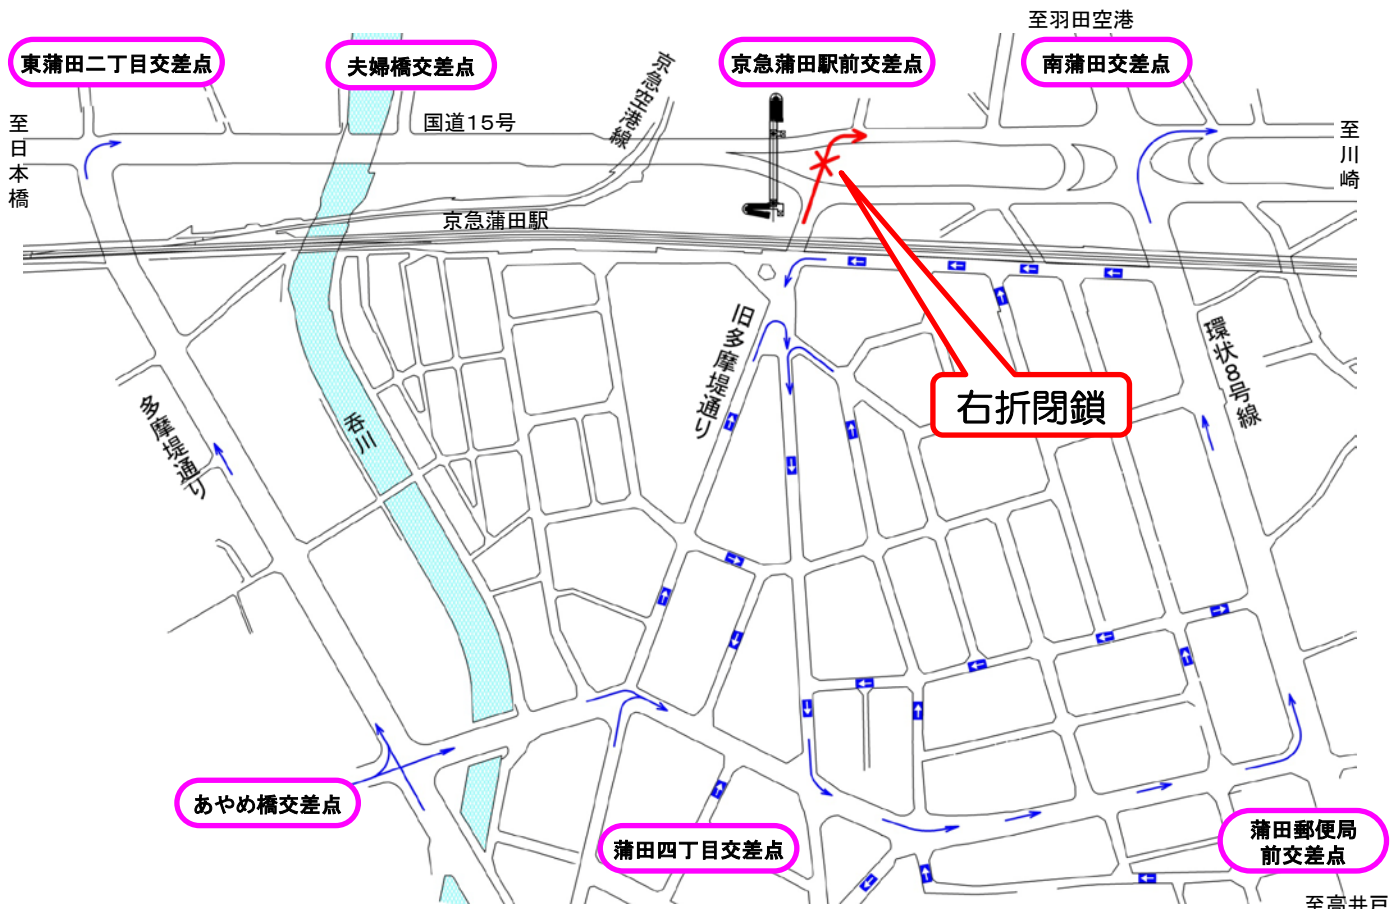 至羽田空港
東蒲田二丁目交差点
夫婦橋交差点
京急空港線
京急蒲田駅前交差点
南蒲田交差点
至日本橋
国道15号
至川崎
京急蒲田駅
旧多摩堤通り
環状8号線
右折閉鎖
多摩堤通り
呑川
あやめ橋交差点
蒲田四丁目交差点
蒲田郵便局
前交差点
至高井戸